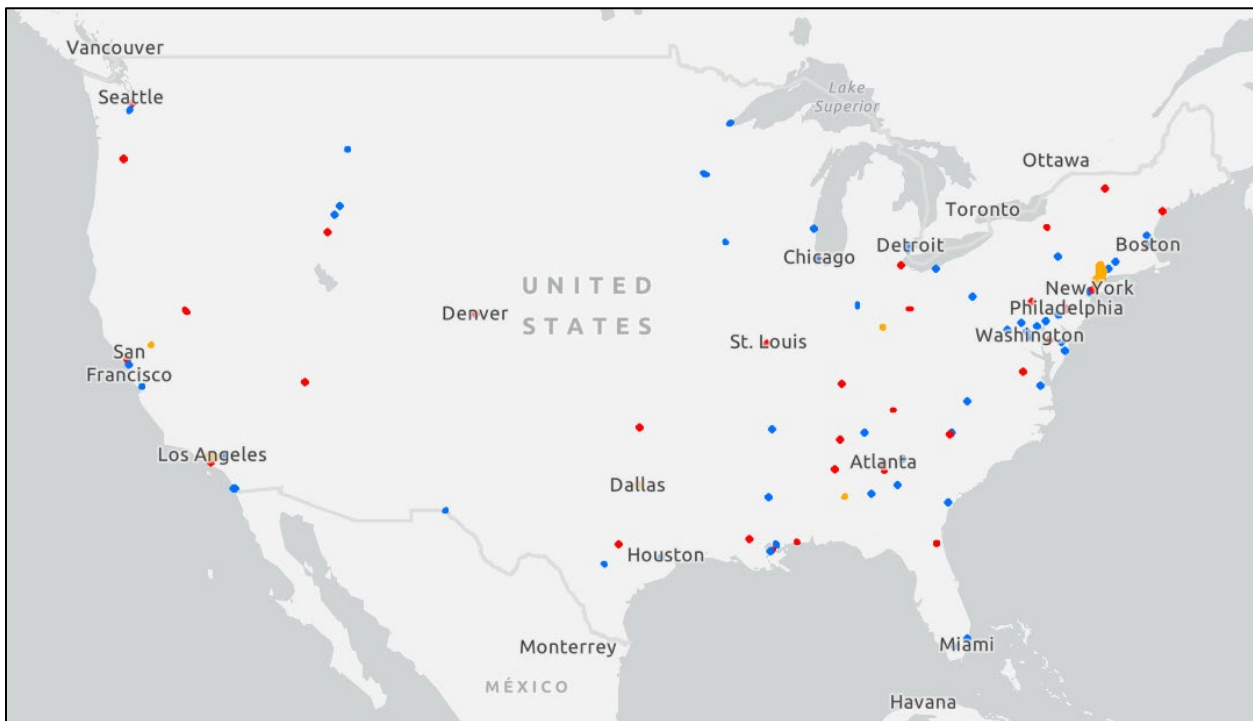 Vancouver
Seattle
Lake
Superior
Ottawa
Toronto
Boston
Detroit
Chicago
UNITED
STATES
New York
Philadelphia
Denver
St. Louis
Washington
San
Francisco
Los Angeles
Atlanta
Dallas
Houston
Monterrey
Miami
MÉXICO
Havana